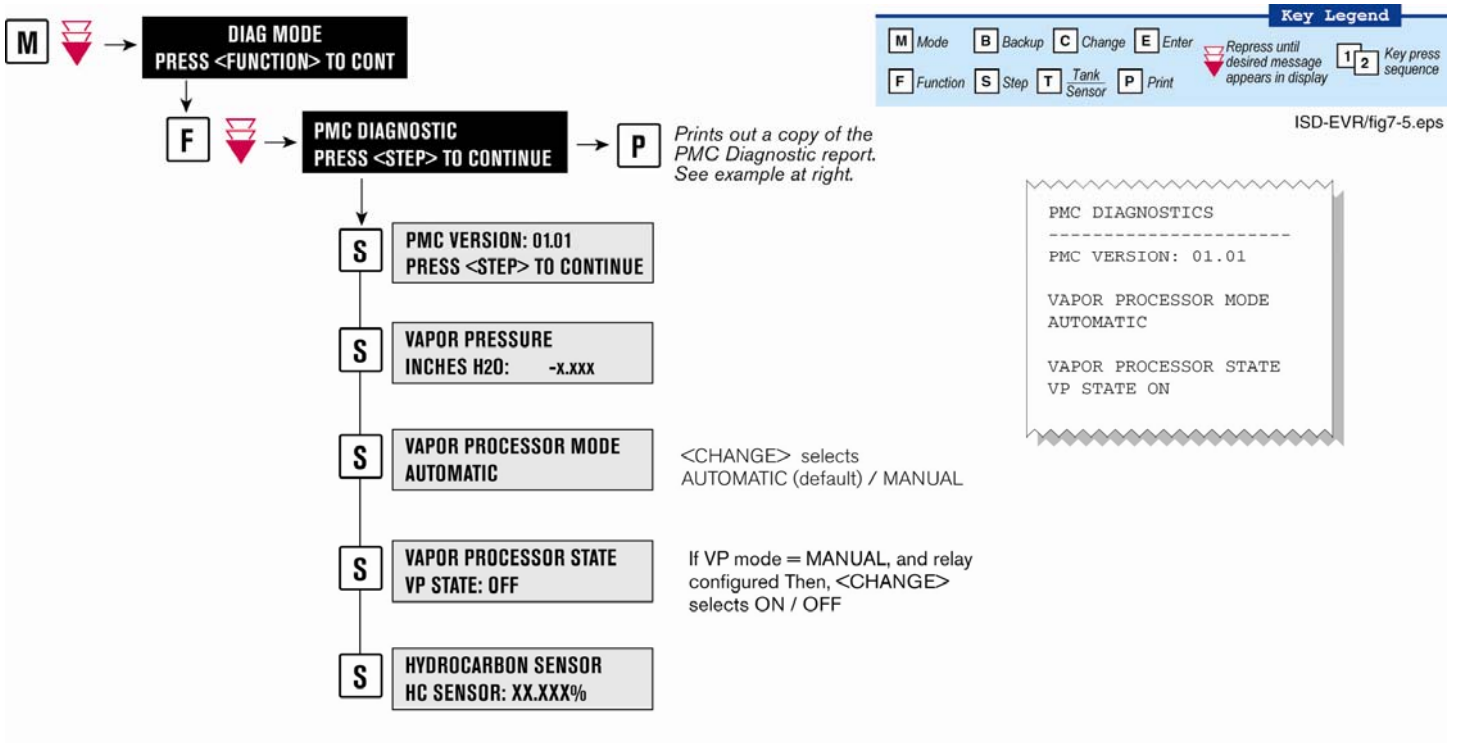 M
DIAG MODE
PRESS <FUNCTION> TO CONT
Key Legend
M Mode B Backup C Change E Enter
F Function S Step T Tank
Sensor P Print
Repress until
desired message
appears in display
1 2 Key press
sequence
ISD-EVR/fig7-5.eps
F
PMC DIAGNOSTIC
PRESS <STEP> TO CONTINUE
P
Prints out a copy of the
PMC Diagnostic report.
See example at right.
S
PMC VERSION: 01.01
PRESS <STEP> TO CONTINUE
S
VAPOR PRESSURE
INCHES H2O: -x.xxx
S
VAPOR PROCESSOR MODE
AUTOMATIC
<CHANGE> selects
AUTOMATIC (default) / MANUAL
S
VAPOR PROCESSOR STATE
VP STATE: OFF
If VP mode = MANUAL, and relay
configured Then, <CHANGE>
selects ON / OFF
S
HYDROCARBON SENSOR
HC SENSOR: XX.XXX%
PMC DIAGNOSTICS
----------------------
PMC VERSION: 01.01
VAPOR PROCESSOR MODE
AUTOMATIC
VAPOR PROCESSOR STATE
VP STATE ON